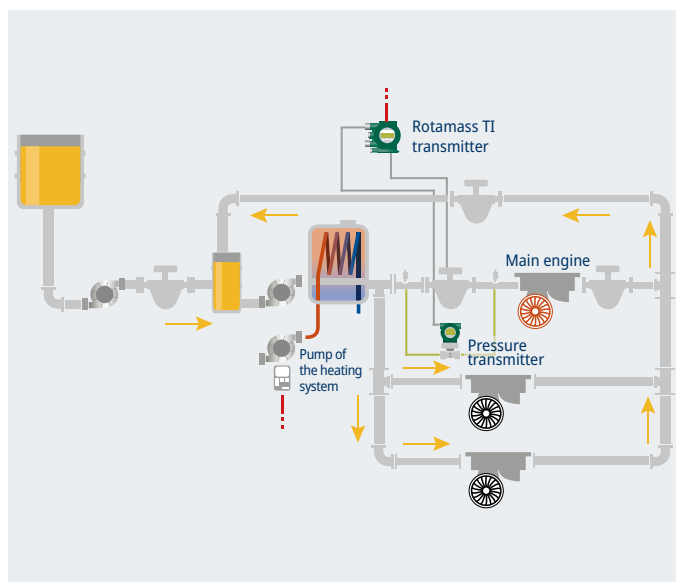 Rotamass TI
transmitter
Main engine
Pressure
transmitter
Pump of
the heating
system